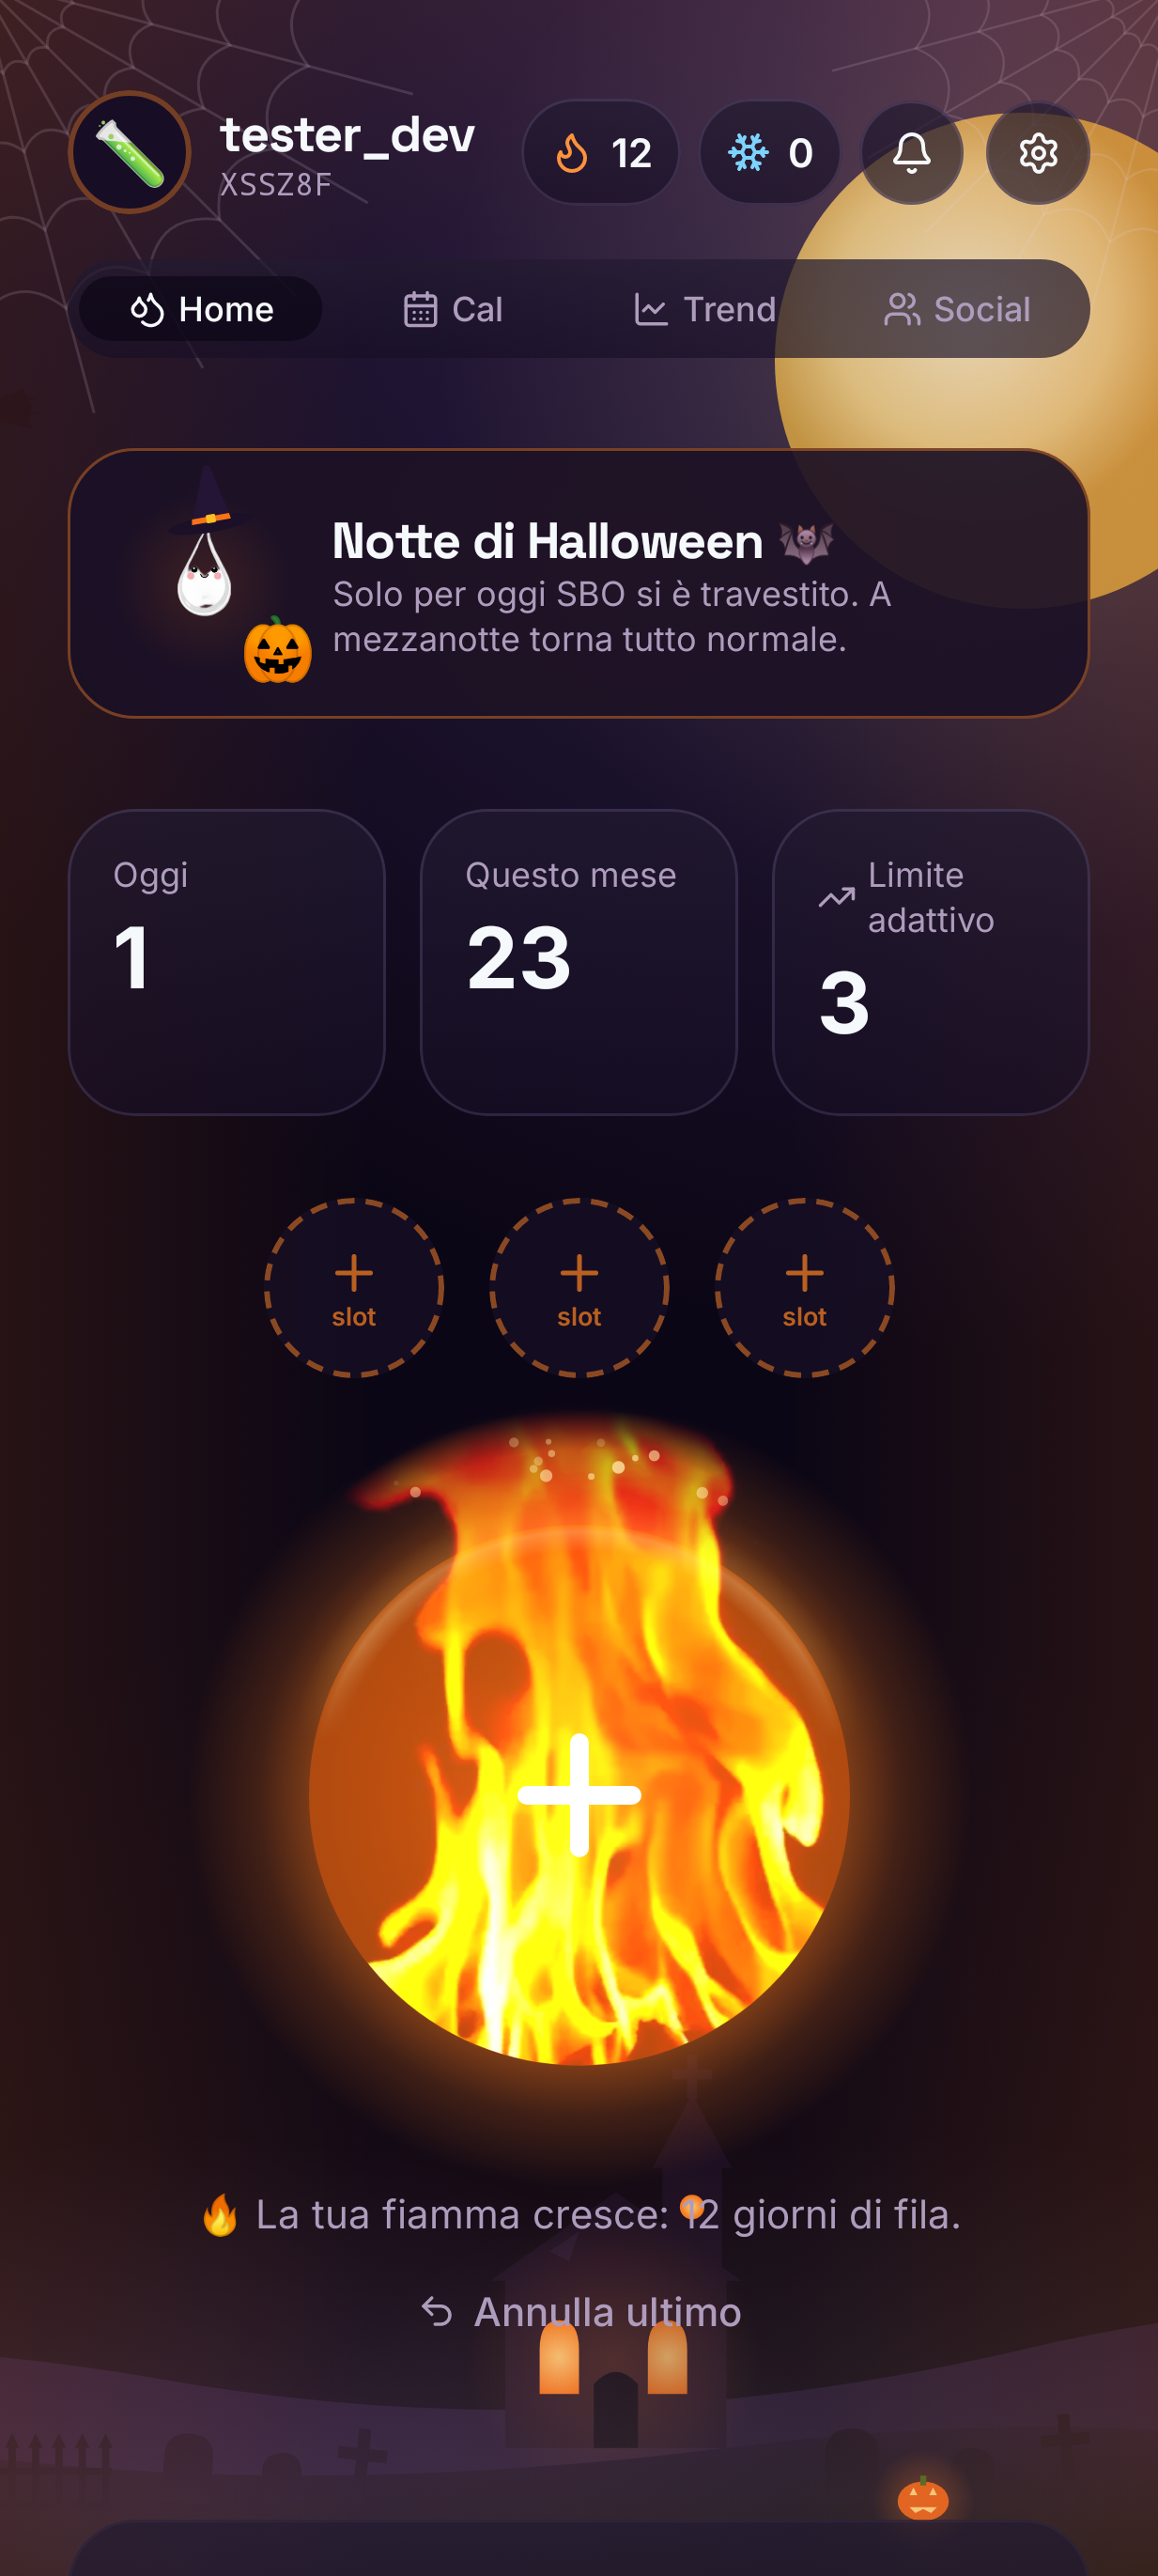 tester_dev
XSSZ8F
12
0
Home
Cal
Trend
Social
Notte di Halloween 🦇
Solo per oggi SBO si è travestito. A
mezzanotte torna tutto normale.
Oggi
1
Questo mese
23
Limite
adattivo
3
slot
slot
slot
🔥 La tua fiamma cresce: 12 giorni di fila.
Annulla ultimo